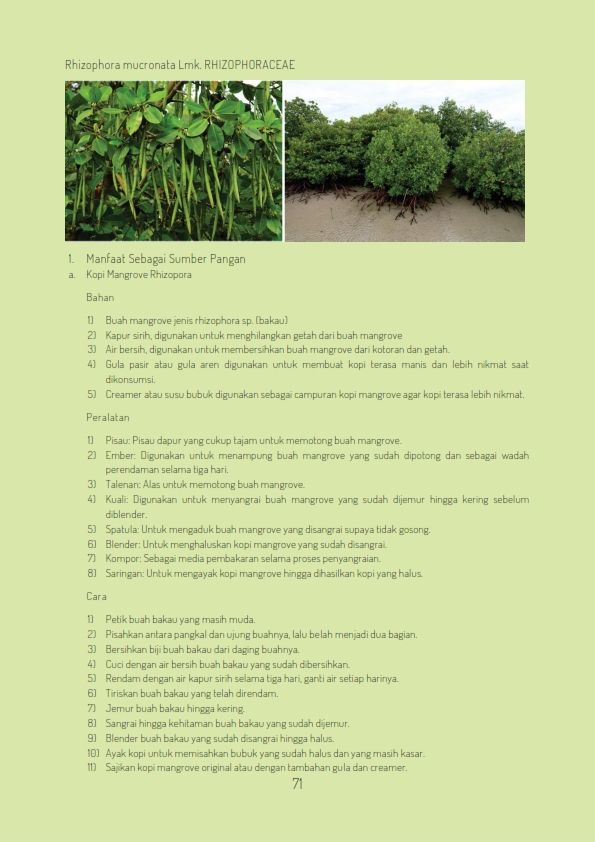 Rhizophora mucronata Lmk. RHIZOPHORACEAE
1. Manfaat Sebagai Sumber Pangan
a. Kopi Mangrove Rhizopora
Bahan
1) Buah mangrove jenis rhizophora sp. (bakau)
2) Kapur sirih, digunakan untuk menghilangkan getah dari buah mangrove
3) Air bersih, digunakan untuk membersihkan buah mangrove dari kotoran dan getah.
4) Gula pasir atau gula aren digunakan untuk membuat kopi terasa manis dan lebih nikmat saat
dikonsumsi.
5) Creamer atau susu bubuk digunakan sebagai campuran kopi mangrove agar kopi terasa lebih nikmat.
Peralatan
1) Pisau: Pisau dapur yang cukup tajam untuk memotong buah mangrove.
2) Ember: Digunakan untuk menampung buah mangrove yang sudah dipotong dan sebagai wadah
perendaman selama tiga hari.
3) Talenan: Alas untuk memotong buah mangrove.
4) Kuali: Digunakan untuk menyangrai buah mangrove yang sudah dijemur hingga kering sebelum
diblender.
5) Spatula: Untuk mengaduk buah mangrove yang disangrai supaya tidak gosong.
6) Blender: Untuk menghaluskan kopi mangrove yang sudah disangrai.
7) Kompor: Sebagai media pembakaran selama proses penyangraian.
8) Saringan: Untuk mengayak kopi mangrove hingga dihasilkan kopi yang halus.
Cara
1) Petik buah bakau yang masih muda.
2) Pisahkan antara pangkal dan ujung buahnya, lalu belah menjadi dua bagian.
3) Bersihkan biji buah bakau dari daging buahnya.
4) Cuci dengan air bersih buah bakau yang sudah dibersihkan.
5) Rendam dengan air kapur sirih selama tiga hari, ganti air setiap harinya.
6) Tiriskan buah bakau yang telah direndam.
7) Jemur buah bakau hingga kering.
8) Sangrai hingga kehitaman buah bakau yang sudah dijemur.
9) Blender buah bakau yang sudah disangrai hingga halus.
10) Ayak kopi untuk memisahkan bubuk yang sudah halus dan yang masih kasar.
11) Sajikan kopi mangrove original atau dengan tambahan gula dan creamer.
71